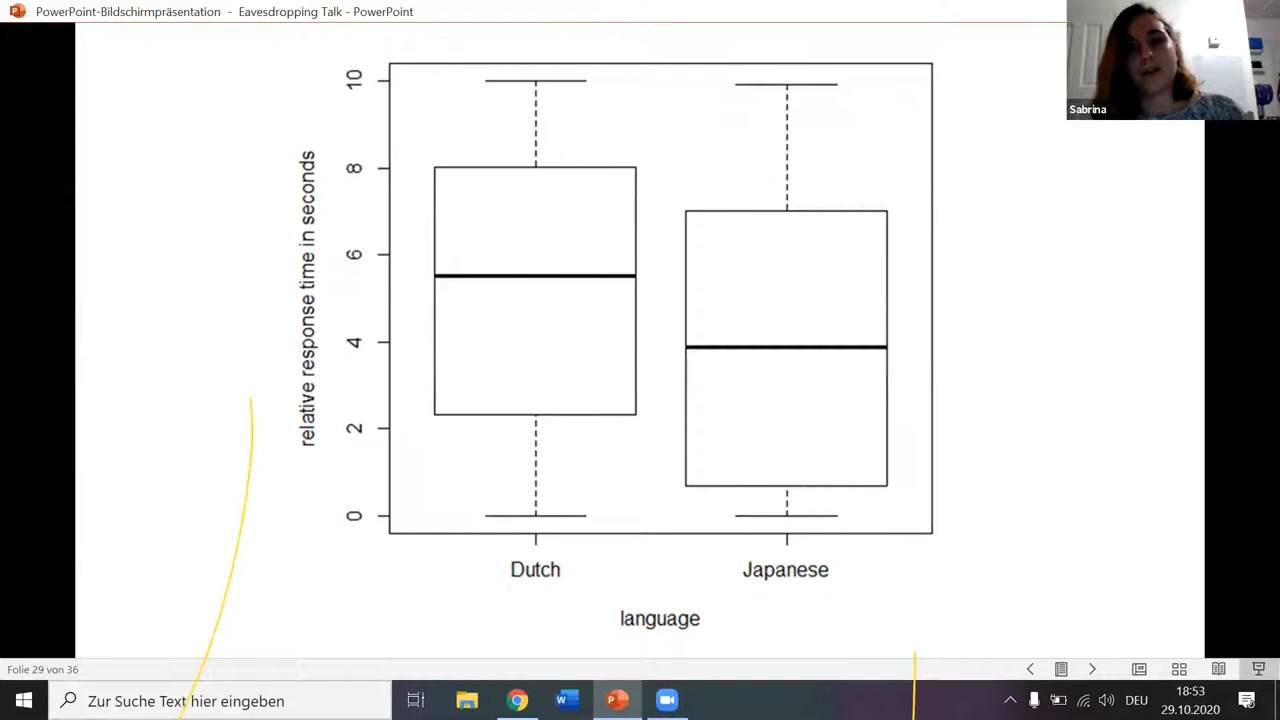 PowerPoint-Bildschirmpräsentation - Eavesdropping Talk - PowerPoint
Sabrina
relative response time in seconds
10
8
6
4
2
0
Dutch
Japanese
language
Folie 29 von 36
Zur Suche Text hier eingeben
DEU
18:53
29.10.2020